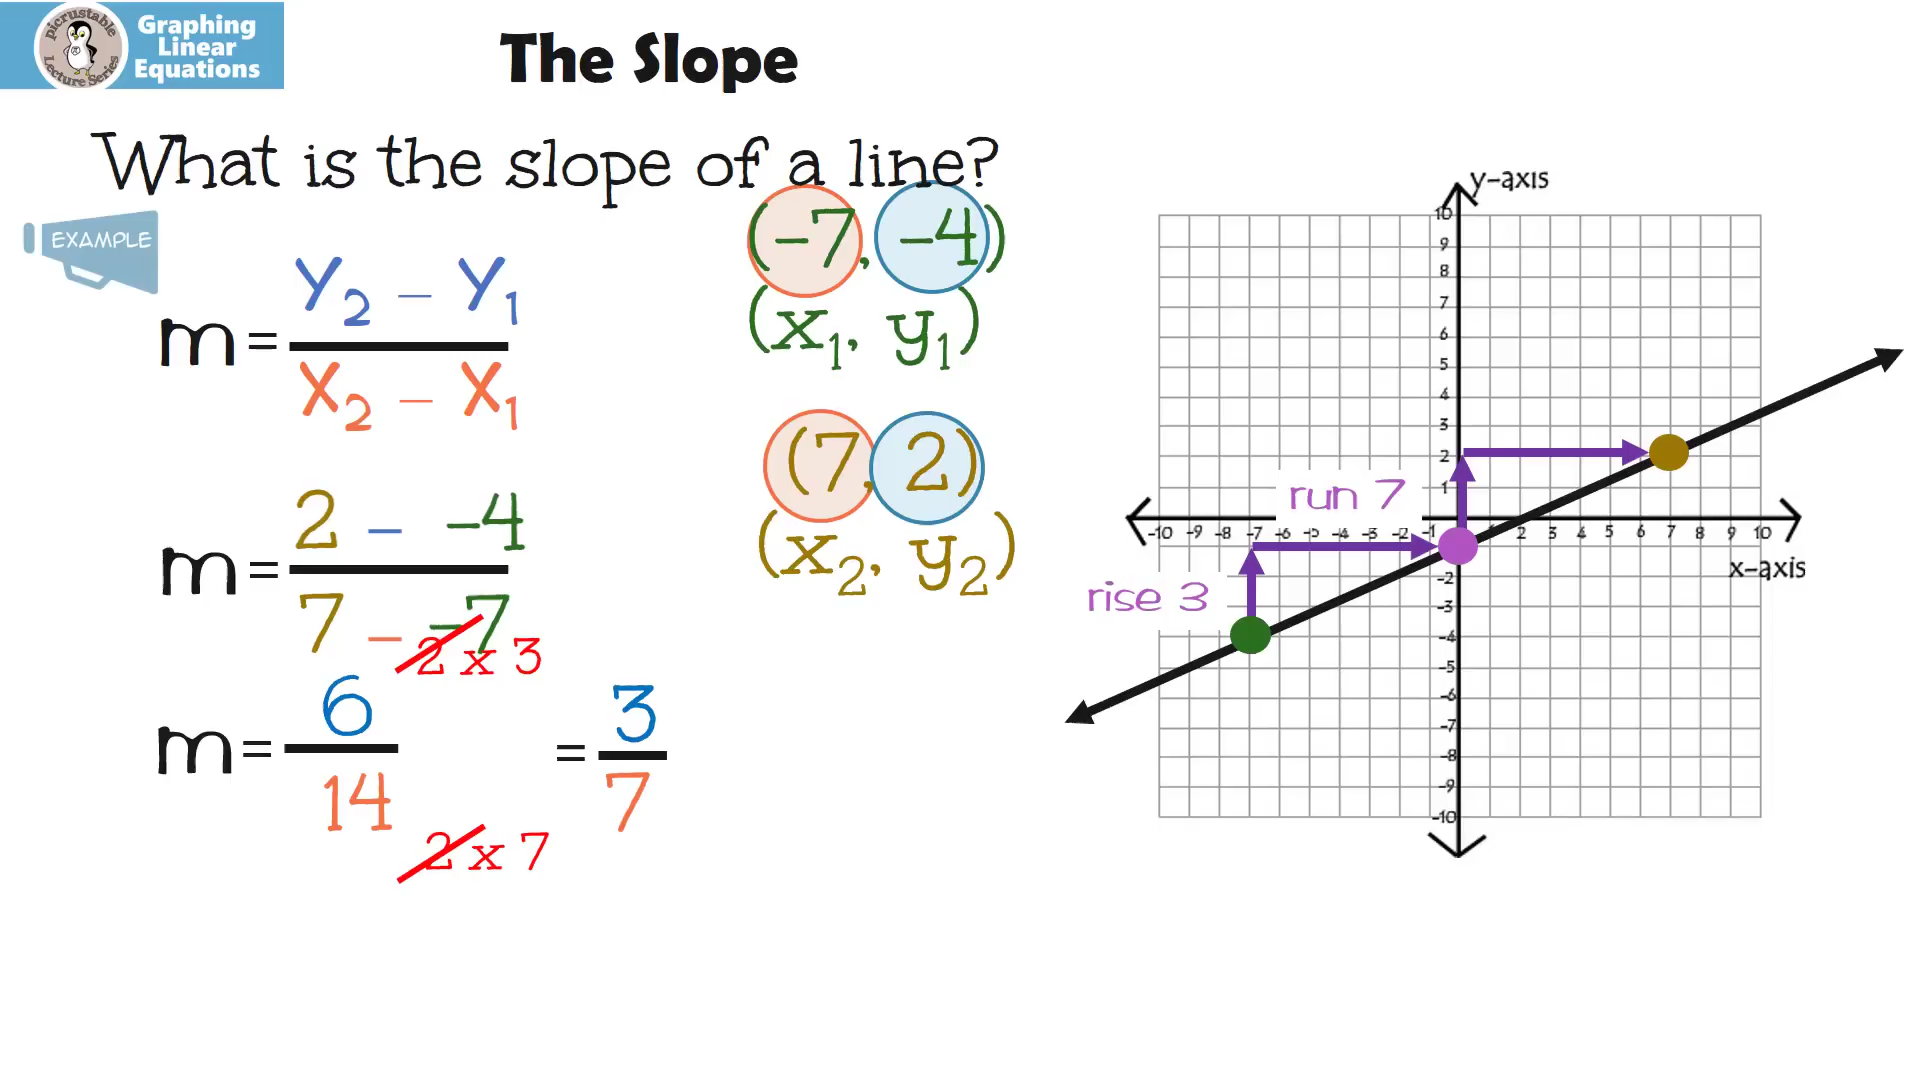 picrustable
Lecture Series
Graphing
Linear
Equations
The Slope
What is the slope of a line?
EXAMPLE
m = Y2 – Y1
X2 – X1
(-7, -4)
(x1, y1)
(7, 2)
(x2, y2)
m = 2 – -4
7 – -7
2 x 3
m = 6
14
= 3
7
2 x 7
y-axis
10
9
8
7
6
5
4
3
2
1
run 7
-10 -9 -8 -7 -6 -5 -4 -3 -2 -1 1 2 3 4 5 6 7 8 9 10
x-axis
rise 3
-2
-3
-4
-5
-6
-7
-8
-9
-10